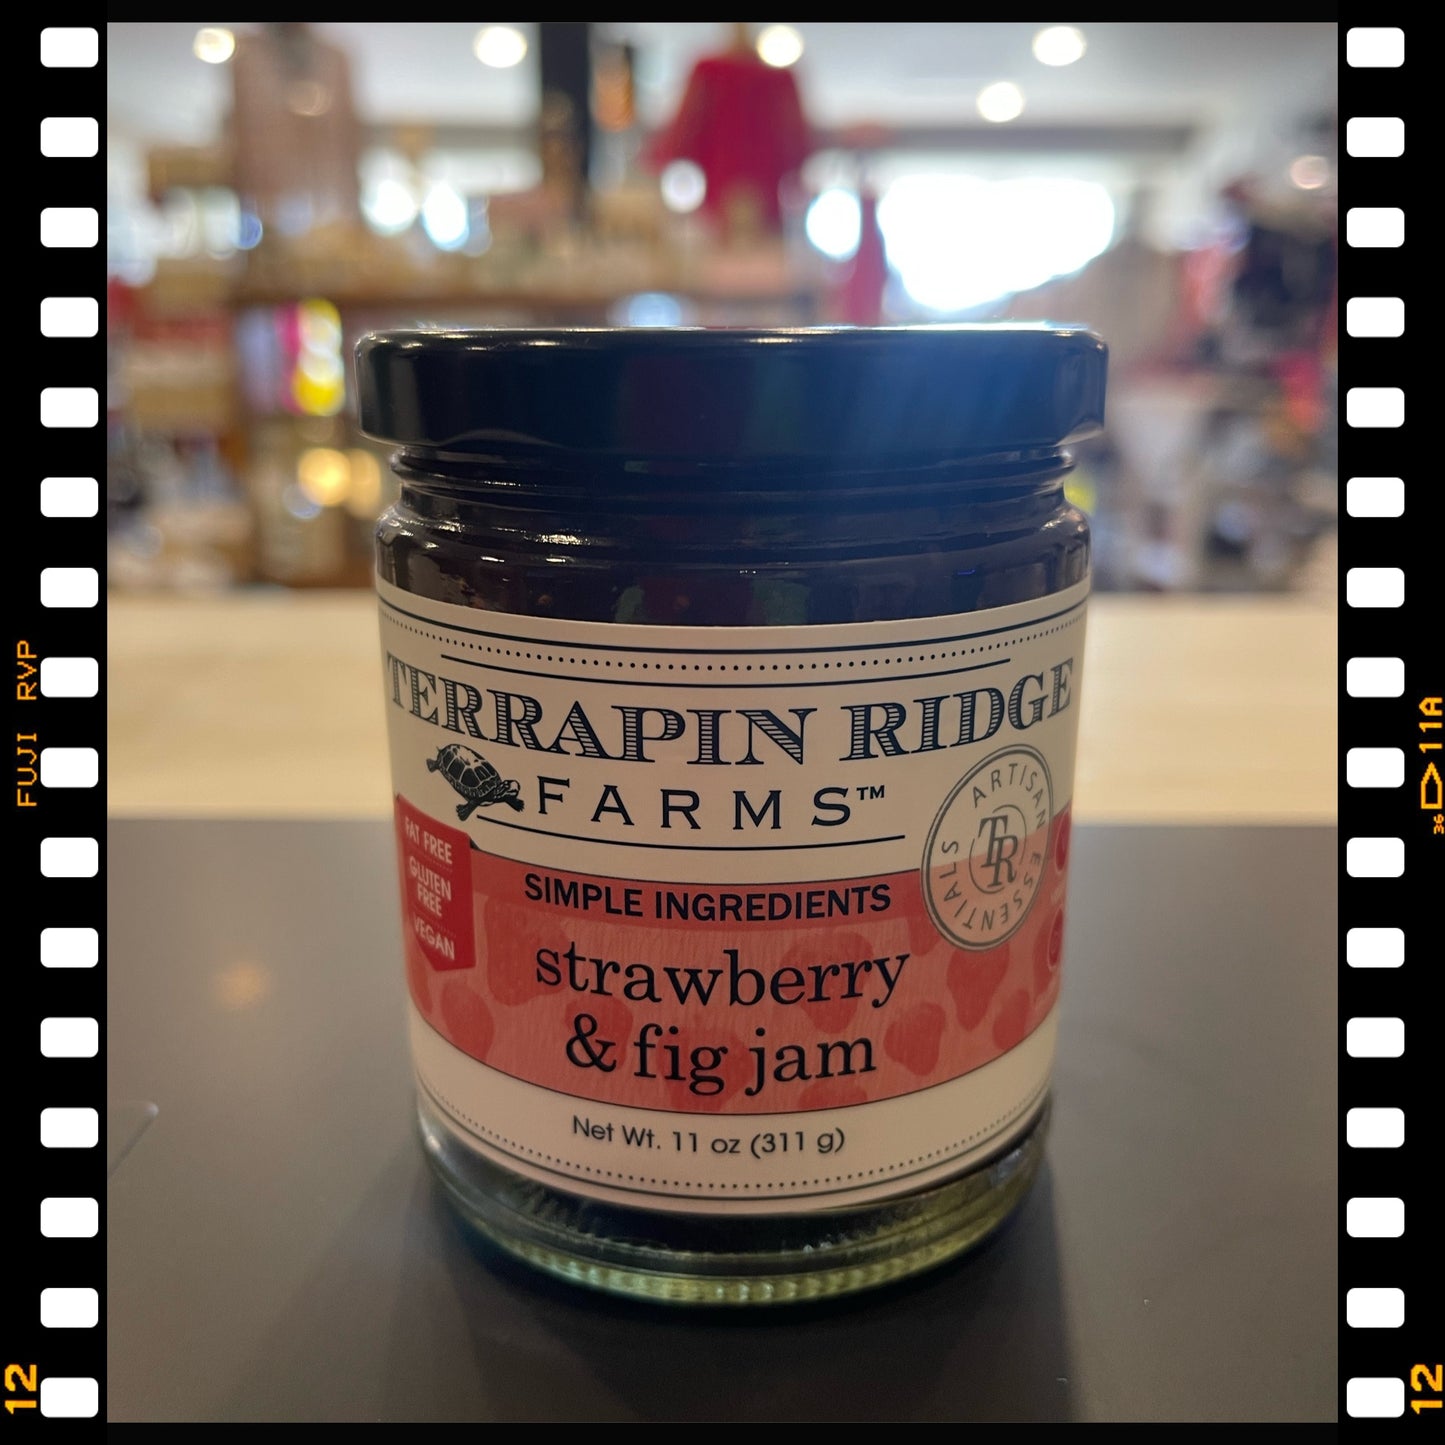 TERRAPIN RIDGE
FARMS™
ARTISAN ESSENTIALS
TR
FAT FREE
GLUTEN
FREE
VEGAN
SIMPLE INGREDIENTS
strawberry
& fig jam
Net Wt. 11 oz (311 g)
FUJI RVP
11A
36
12
12